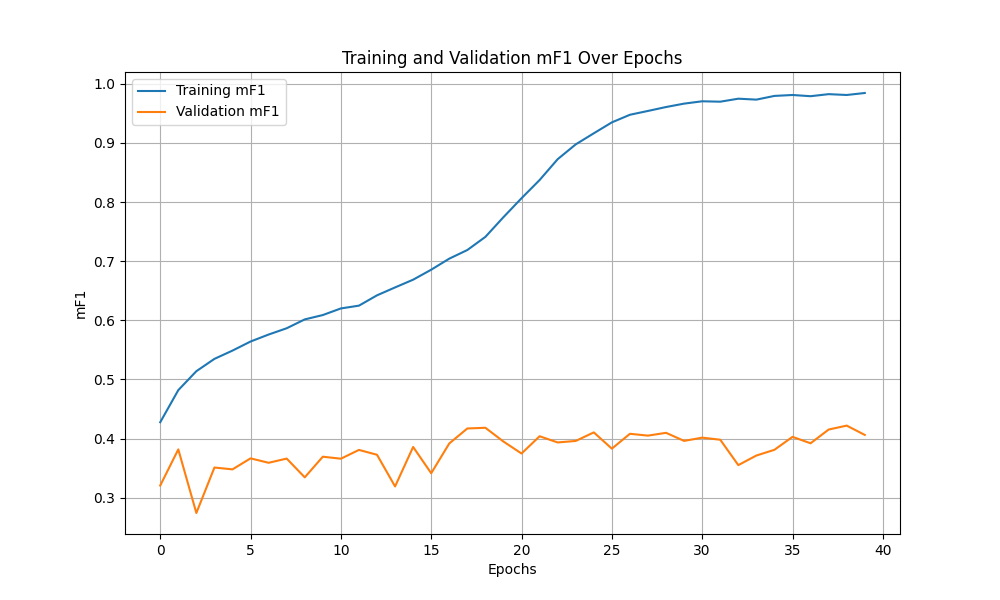 Training and Validation mF1 Over Epochs
Training mF1
Validation mF1
mF1
1.0
0.9
0.8
0.7
0.6
0.5
0.4
0.3
0 5 10 15 20 25 30 35 40
Epochs